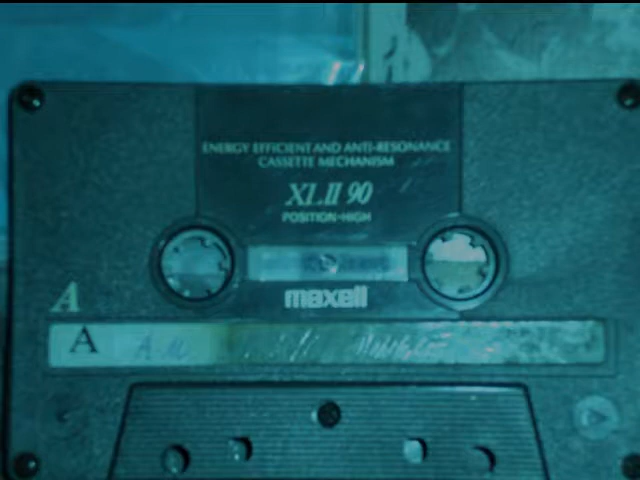 ENERGY EFFICIENT AND ANTI-RESONANCE
CASSETTE MECHANISM
XLII 90
POSITION-HIGH
maxell
A
A